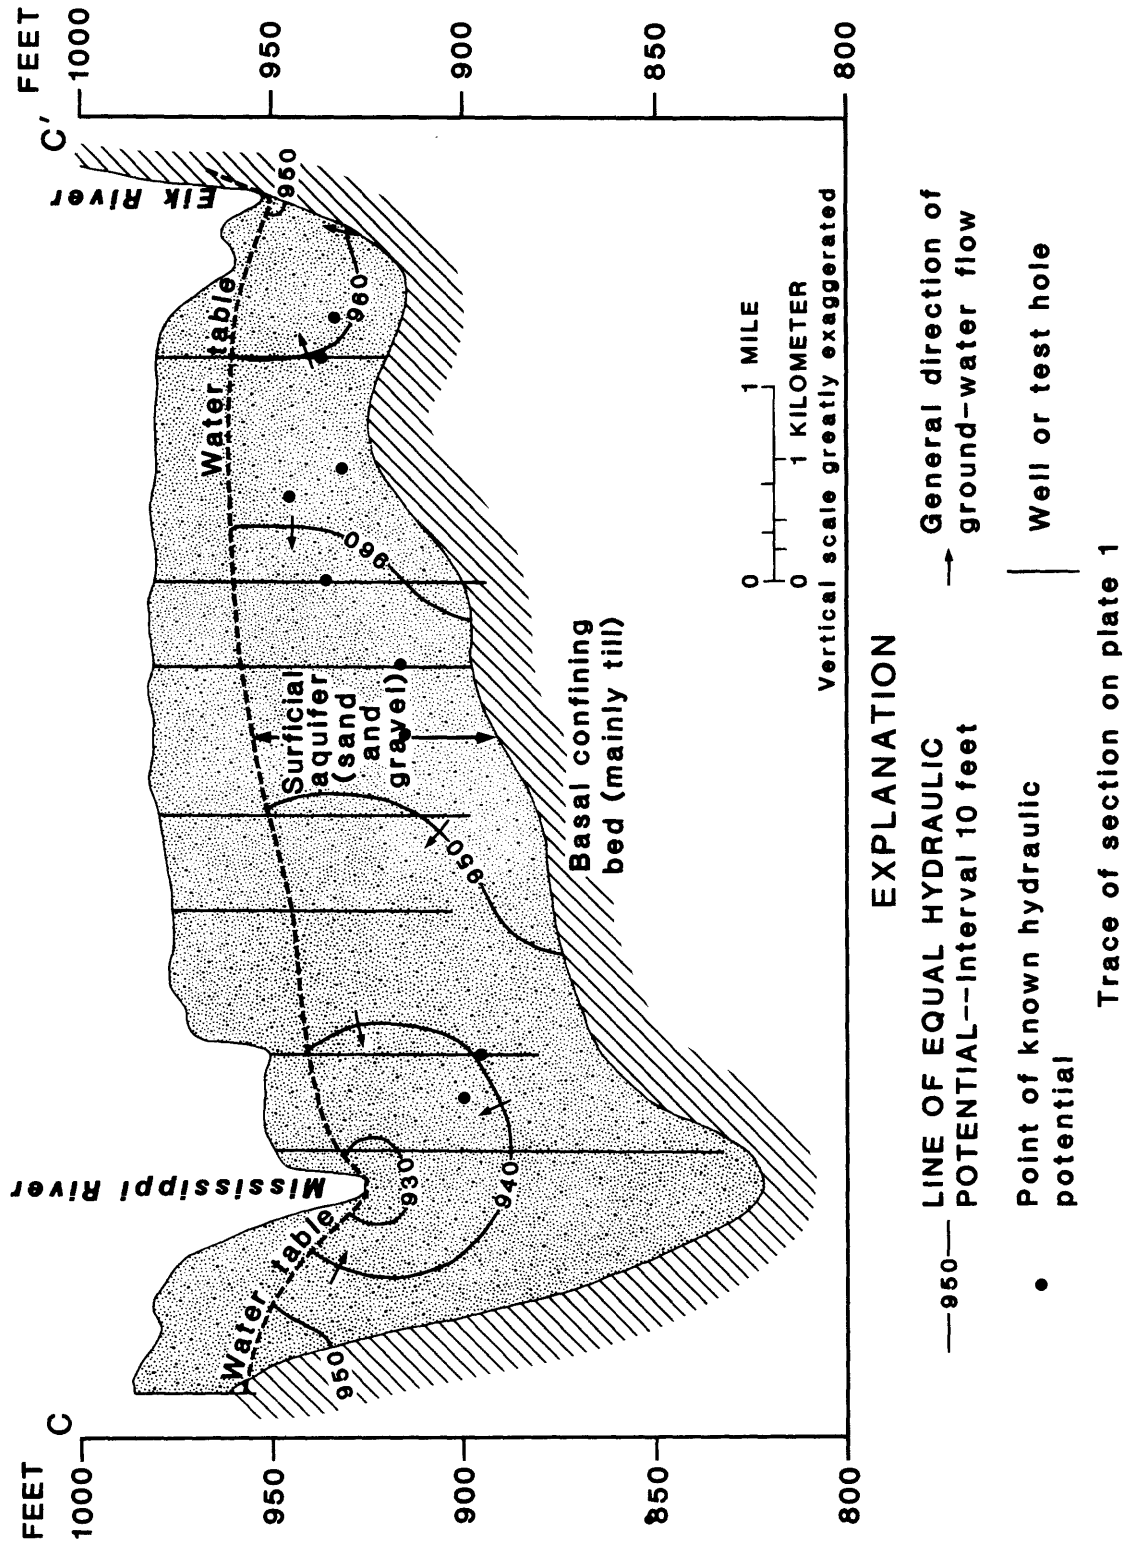 FEET
1000
950
900
850
800
C
C'
FEET
1000
950
900
850
800
Mississippi River
Elk River
Water table
Water table
950
930
940
950
960
960
950
Surficial
aquifer
(sand
and
gravel)
Basal confining
bed (mainly till)
0
1 MILE
0
1 KILOMETER
Vertical scale greatly exaggerated
EXPLANATION
—950— LINE OF EQUAL HYDRAULIC
POTENTIAL--Interval 10 feet
Point of known hydraulic
potential
General direction of
ground-water flow
Well or test hole
Trace of section on plate 1